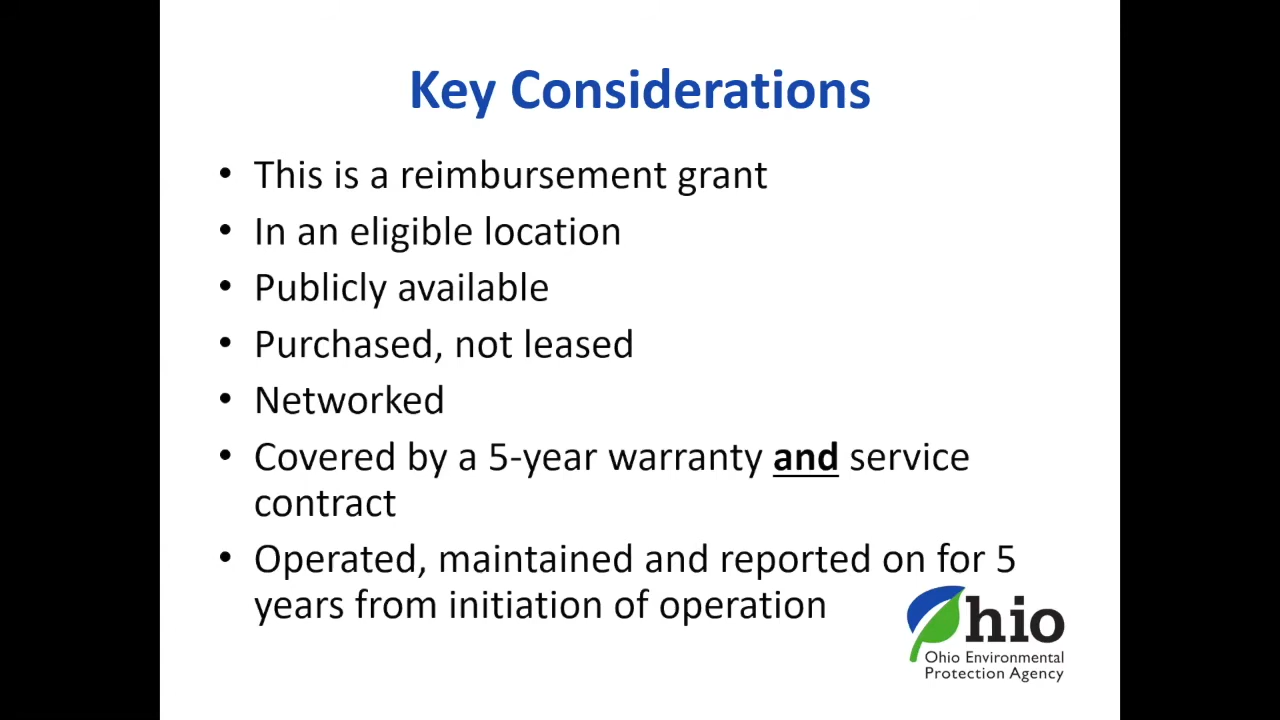 Key Considerations
• This is a reimbursement grant
• In an eligible location
• Publicly available
• Purchased, not leased
• Networked
• Covered by a 5-year warranty and service
contract
• Operated, maintained and reported on for 5
years from initiation of operation
Ohio
Ohio Environmental
Protection Agency